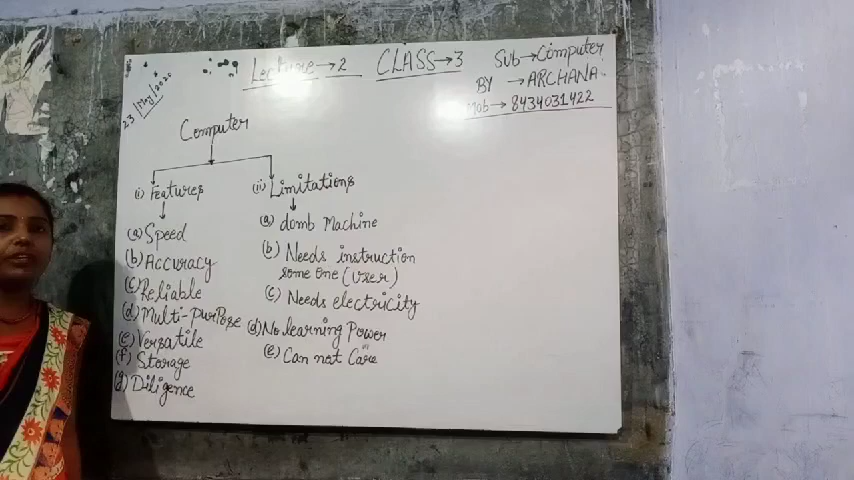 23/May/2020
Lecture→2 CLASS→3 Sub→Computer
BY →ARCHANA.
Mob→8434031422
Computer
(i) Features
(a) Speed
(b) Accuracy
(c) Reliable
(d) Multi-purpose
(e) Versatile
(f) Storage
(g) Diligence
(ii) Limitations
(a) domb Machine
(b) Needs instruction
some one (user)
(c) Needs electricity
(d) No learning Power
(e) Can not Care